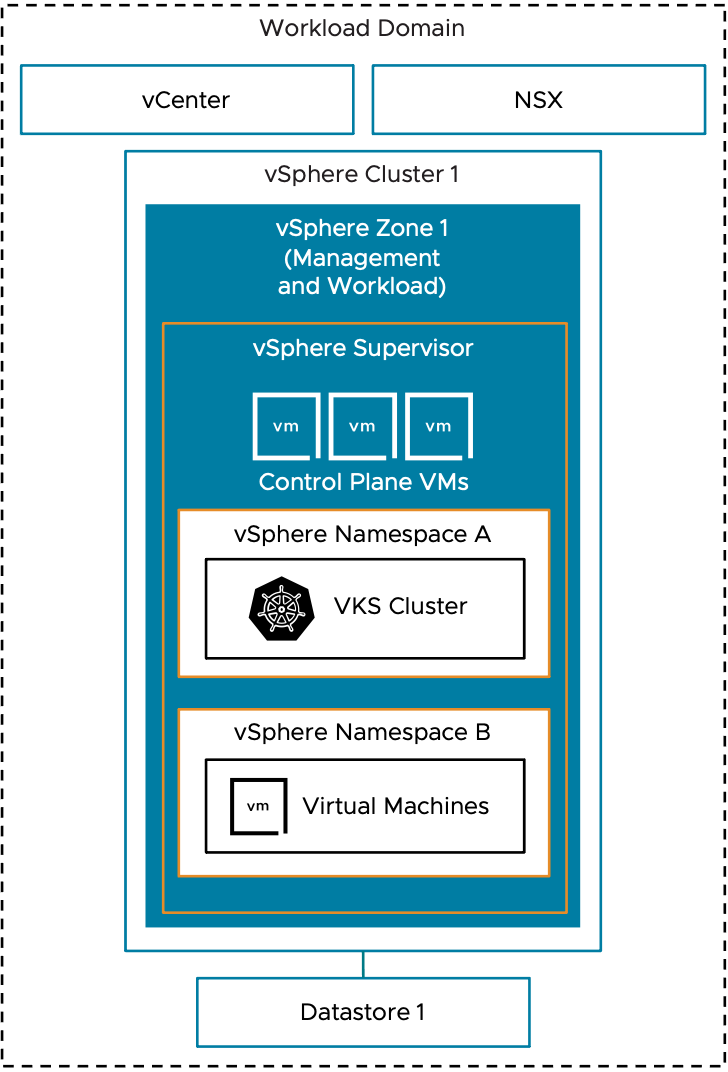 Workload Domain
vCenter
NSX
vSphere Cluster 1
vSphere Zone 1
(Management
and Workload)
vSphere Supervisor
vm
vm
vm
Control Plane VMs
vSphere Namespace A
VKS Cluster
vSphere Namespace B
vm
Virtual Machines
Datastore 1